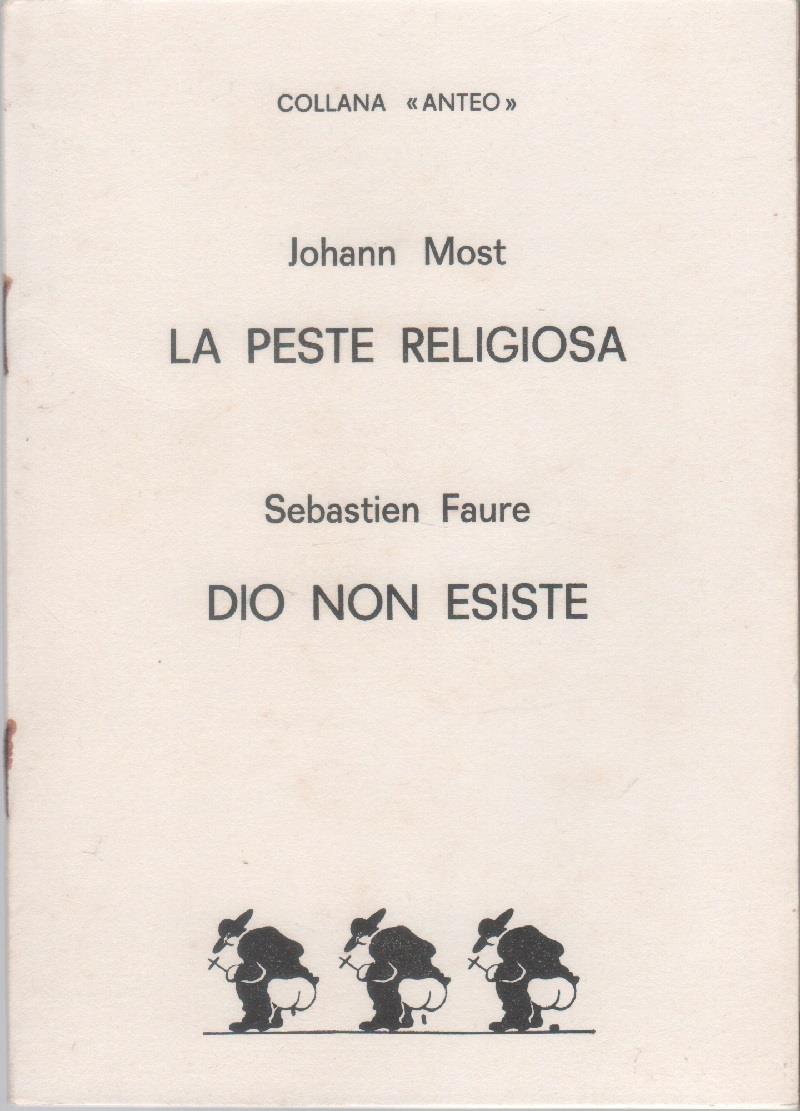 COLLANA «ANTEO»
Johann Most
LA PESTE RELIGIOSA
Sebastien Faure
DIO NON ESISTE